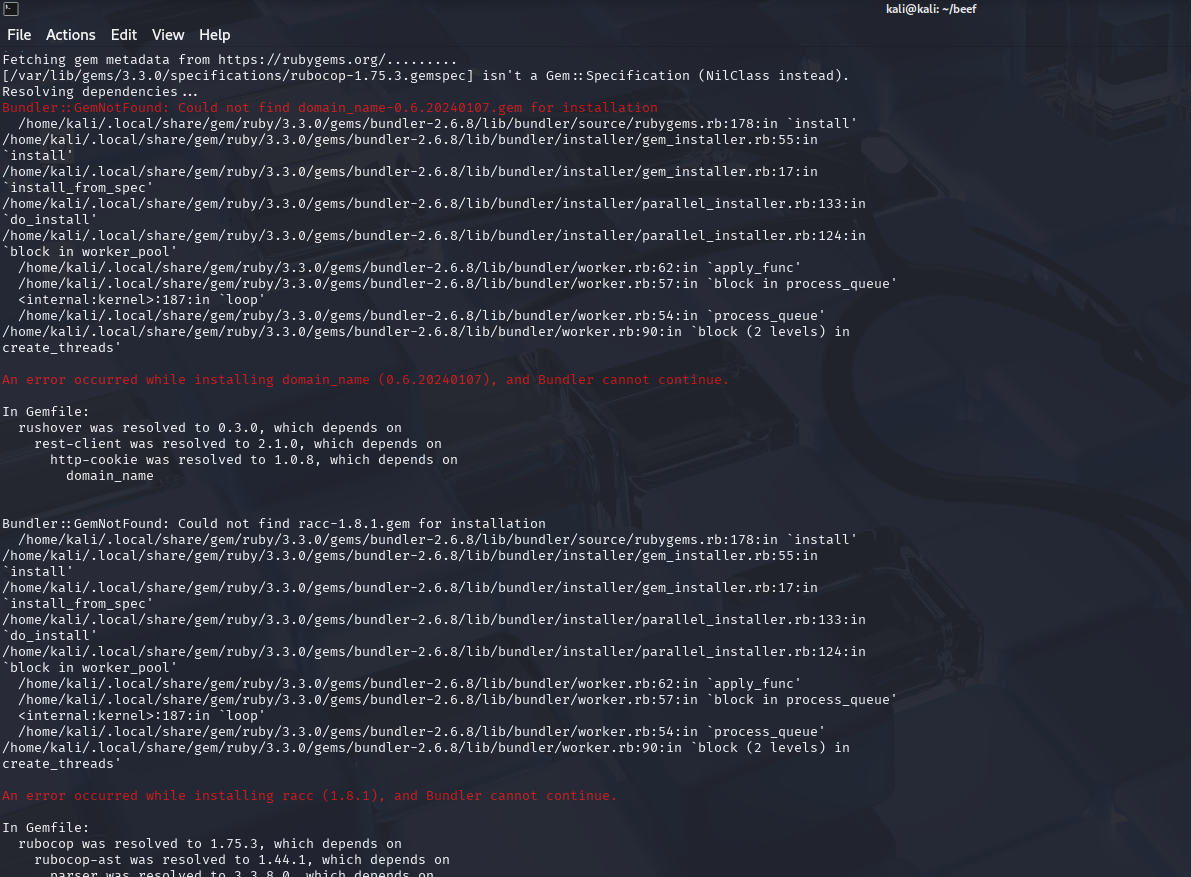 kali@kali: ~/beef
File Actions Edit View Help
Fetching gem metadata from https://rubygems.org/.........
[/var/lib/gems/3.3.0/specifications/rubocop-1.75.3.gemspec] isn't a Gem::Specification (NilClass instead).
Resolving dependencies...
Bundler::GemNotFound: Could not find domain_name-0.6.20240107.gem for installation
  /home/kali/.local/share/gem/ruby/3.3.0/gems/bundler-2.6.8/lib/bundler/source/rubygems.rb:178:in `install'
/home/kali/.local/share/gem/ruby/3.3.0/gems/bundler-2.6.8/lib/bundler/installer/gem_installer.rb:55:in
`install'
/home/kali/.local/share/gem/ruby/3.3.0/gems/bundler-2.6.8/lib/bundler/installer/gem_installer.rb:17:in
`install_from_spec'
/home/kali/.local/share/gem/ruby/3.3.0/gems/bundler-2.6.8/lib/bundler/installer/parallel_installer.rb:133:in
`do_install'
/home/kali/.local/share/gem/ruby/3.3.0/gems/bundler-2.6.8/lib/bundler/installer/parallel_installer.rb:124:in
`block in worker_pool'
  /home/kali/.local/share/gem/ruby/3.3.0/gems/bundler-2.6.8/lib/bundler/worker.rb:62:in `apply_func'
  /home/kali/.local/share/gem/ruby/3.3.0/gems/bundler-2.6.8/lib/bundler/worker.rb:57:in `block in process_queue'
  <internal:kernel>:187:in `loop'
  /home/kali/.local/share/gem/ruby/3.3.0/gems/bundler-2.6.8/lib/bundler/worker.rb:54:in `process_queue'
/home/kali/.local/share/gem/ruby/3.3.0/gems/bundler-2.6.8/lib/bundler/worker.rb:90:in `block (2 levels) in
create_threads'
An error occurred while installing domain_name (0.6.20240107), and Bundler cannot continue.
In Gemfile:
  rushover was resolved to 0.3.0, which depends on
    rest-client was resolved to 2.1.0, which depends on
      http-cookie was resolved to 1.0.8, which depends on
        domain_name
Bundler::GemNotFound: Could not find racc-1.8.1.gem for installation
  /home/kali/.local/share/gem/ruby/3.3.0/gems/bundler-2.6.8/lib/bundler/source/rubygems.rb:178:in `install'
/home/kali/.local/share/gem/ruby/3.3.0/gems/bundler-2.6.8/lib/bundler/installer/gem_installer.rb:55:in
`install'
/home/kali/.local/share/gem/ruby/3.3.0/gems/bundler-2.6.8/lib/bundler/installer/gem_installer.rb:17:in
`install_from_spec'
/home/kali/.local/share/gem/ruby/3.3.0/gems/bundler-2.6.8/lib/bundler/installer/parallel_installer.rb:133:in
`do_install'
/home/kali/.local/share/gem/ruby/3.3.0/gems/bundler-2.6.8/lib/bundler/installer/parallel_installer.rb:124:in
`block in worker_pool'
  /home/kali/.local/share/gem/ruby/3.3.0/gems/bundler-2.6.8/lib/bundler/worker.rb:62:in `apply_func'
  /home/kali/.local/share/gem/ruby/3.3.0/gems/bundler-2.6.8/lib/bundler/worker.rb:57:in `block in process_queue'
  <internal:kernel>:187:in `loop'
  /home/kali/.local/share/gem/ruby/3.3.0/gems/bundler-2.6.8/lib/bundler/worker.rb:54:in `process_queue'
/home/kali/.local/share/gem/ruby/3.3.0/gems/bundler-2.6.8/lib/bundler/worker.rb:90:in `block (2 levels) in
create_threads'
An error occurred while installing racc (1.8.1), and Bundler cannot continue.
In Gemfile:
  rubocop was resolved to 1.75.3, which depends on
    rubocop-ast was resolved to 1.44.1, which depends on
      parser was resolved to 3.3.8.0, which depends on